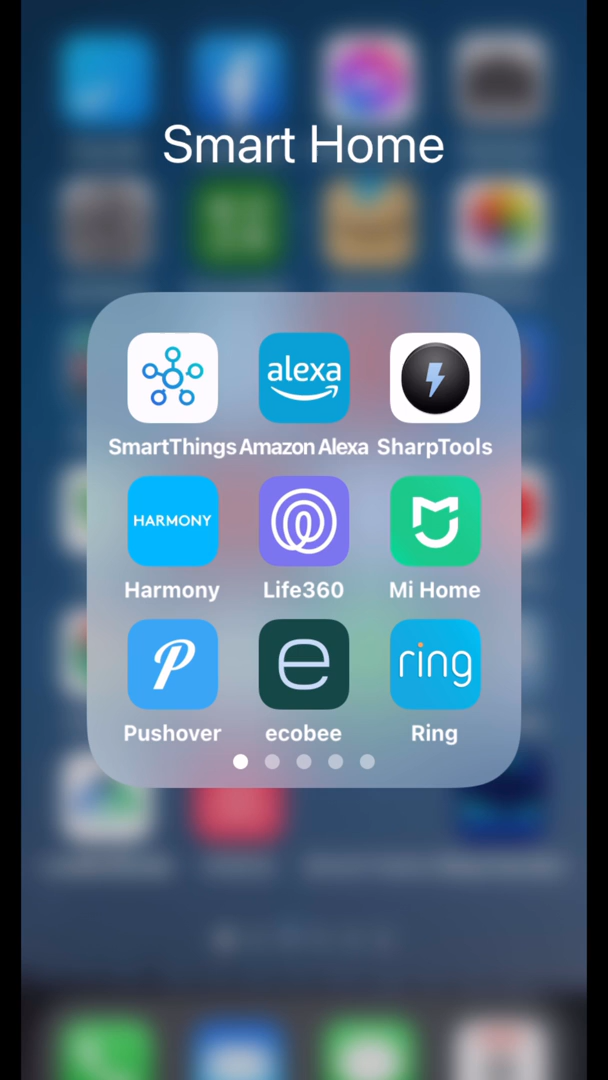 Smart Home
alexa
SmartThings Amazon Alexa SharpTools
HARMONY
Harmony Life360 Mi Home
P e ring
Pushover ecobee Ring